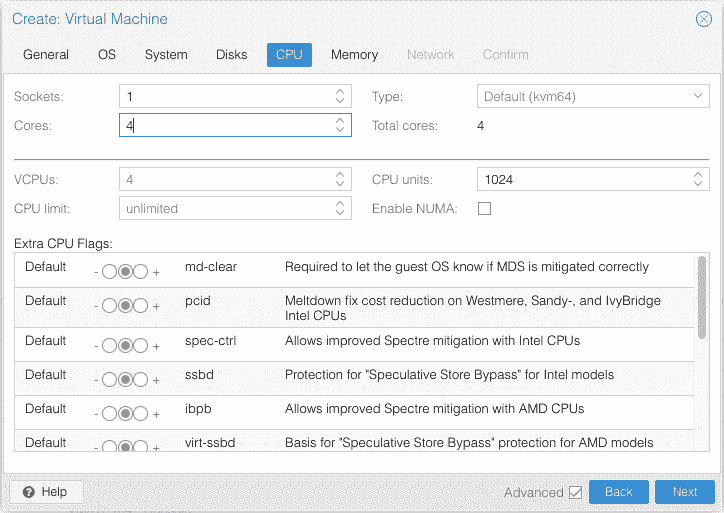 Create: Virtual Machine
General OS System Disks CPU Memory Network Confirm
Sockets: 1 Type: Default (kvm64)
Cores: 4 Total cores: 4
VCPUs: 4 CPU units: 1024
CPU limit: unlimited Enable NUMA:
Extra CPU Flags:
Default - + md-clear Required to let the guest OS know if MDS is mitigated correctly
Default - + pcid Meltdown fix cost reduction on Westmere, Sandy-, and IvyBridge
Intel CPUs
Default - + spec-ctrl Allows improved Spectre mitigation with Intel CPUs
Default - + ssbd Protection for "Speculative Store Bypass" for Intel models
Default - + ibpb Allows improved Spectre mitigation with AMD CPUs
Default - + virt-ssbd Basis for "Speculative Store Bypass" protection for AMD models
? Help Advanced Back Next